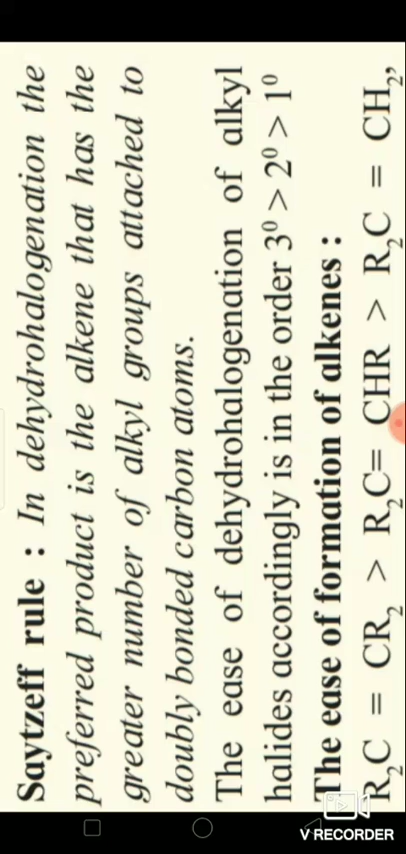 Saytzeff rule : In dehydrohalogenation the
preferred product is the alkene that has the
greater number of alkyl groups attached to
doubly bonded carbon atoms.
The ease of dehydrohalogenation of alkyl
halides accordingly is in the order 3⁰ > 2⁰ > 1⁰
The ease of formation of alkenes :
R₂C = CR₂ > R₂C= CHR > R₂C = CH₂,
V RECORDER